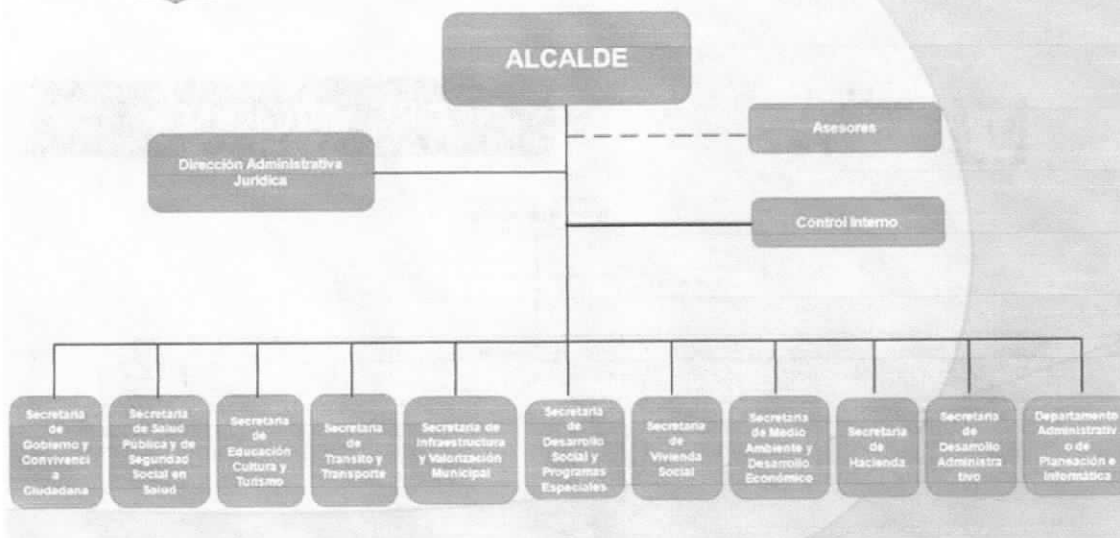 ALCALDE
Asesores
Dirección Administrativa
Jurídica
Control Interno
Secretaria
de
Gobierno y
Convivenci
a
Ciudadana
Secretaria
de Salud
Pública y de
Seguridad
Social en
Salud
Secretaria
de
Educación
Cultura y
Turismo
Secretaria
de
Transito y
Transporte
Secretaria de
Infraestructura
y Valorización
Municipal
Secretaria
de
Desarrollo
Social y
Programas
Especiales
Secretaria
de
Vivienda
Social
Secretaria
de Medio
Ambiente y
Desarrollo
Económico
Secretaria
de
Hacienda
Secretaria
de
Desarrollo
Administra
tivo
Departamento
Administrativ
o de
Planeación e
Informática